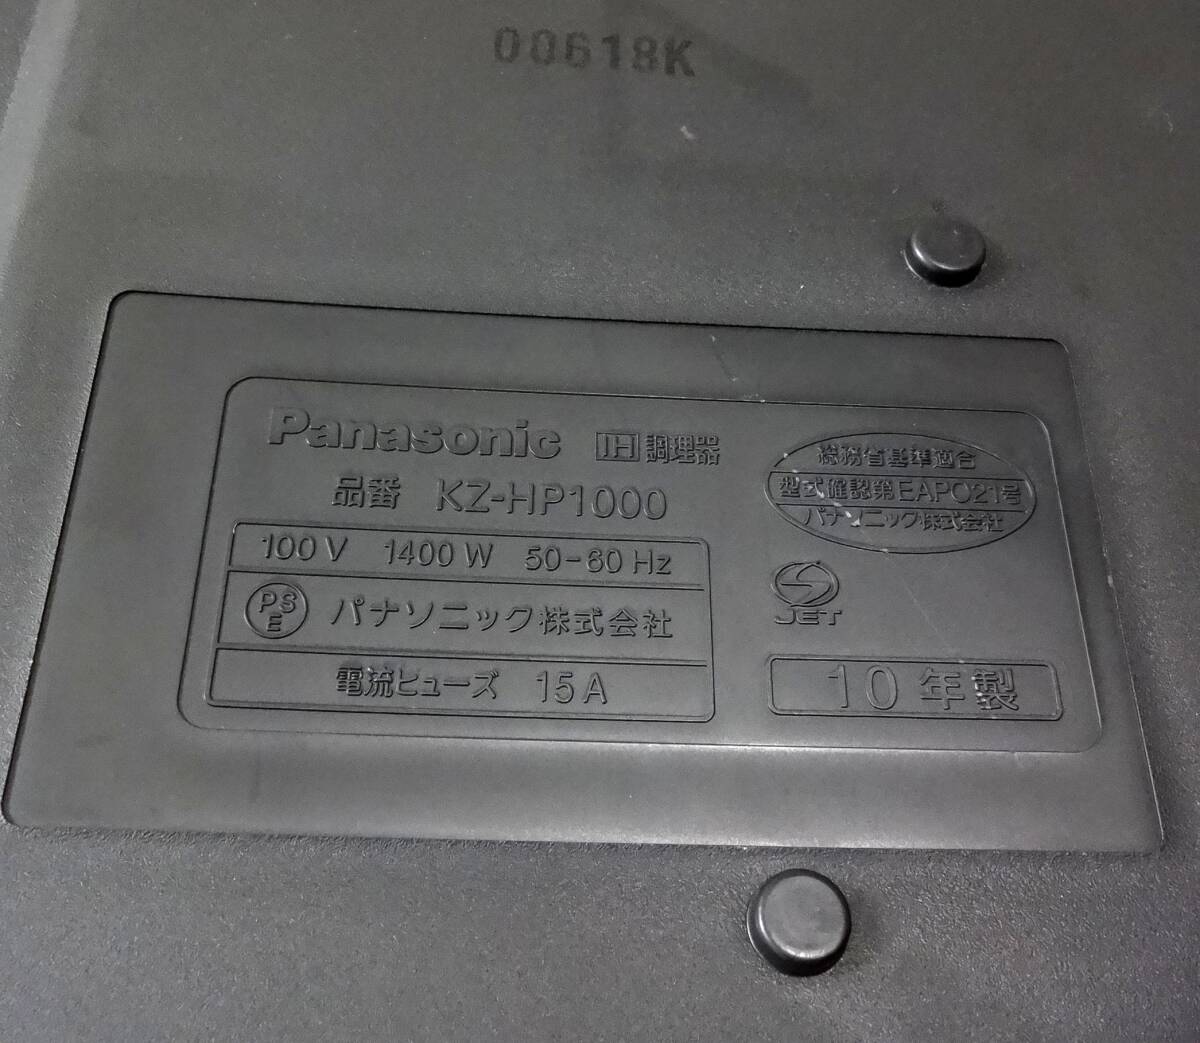 00618K
Panasonic IH 調理器
品番 KZ-HP1000
100V 1400W 50-60Hz
PS
E
パナソニック株式会社
電流ヒューズ 15A
総務省基準適合
型式確認第EAPO21号
パナソニック株式会社
JET
10年製